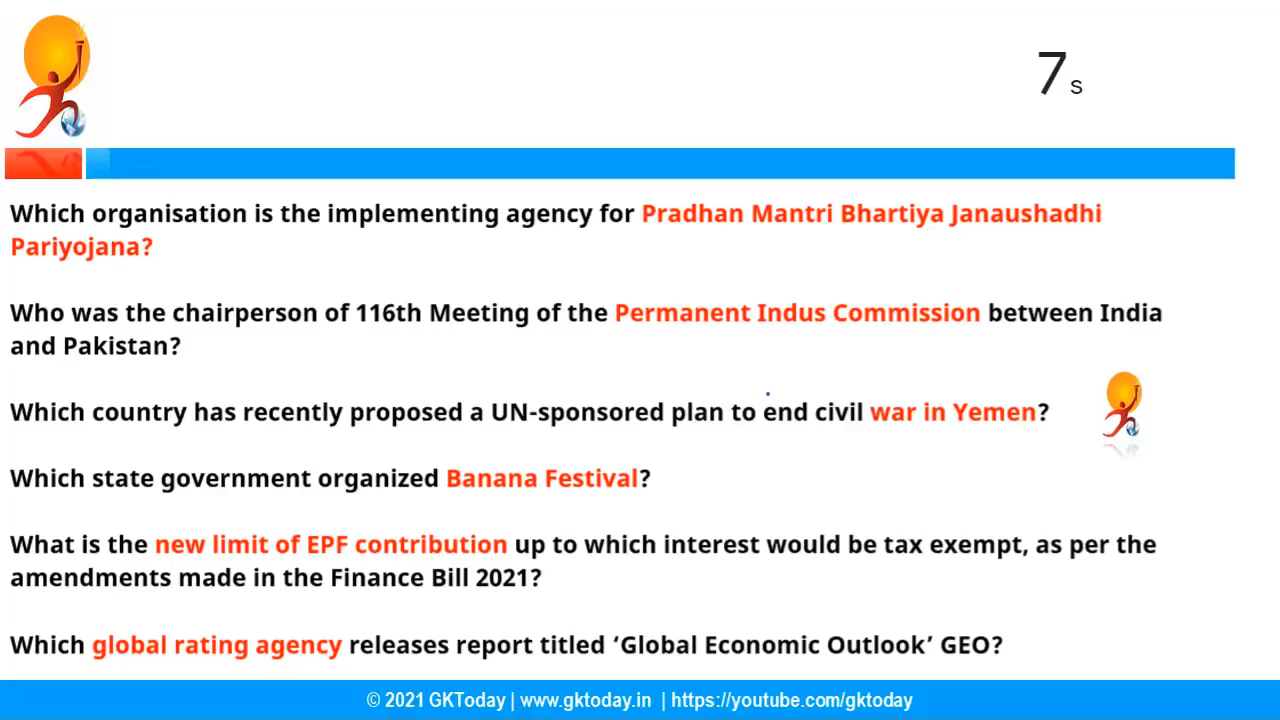 7 s
Which organisation is the implementing agency for Pradhan Mantri Bhartiya Janaushadhi
Pariyojana?
Who was the chairperson of 116th Meeting of the Permanent Indus Commission between India
and Pakistan?
Which country has recently proposed a UN-sponsored plan to end civil war in Yemen?
Which state government organized Banana Festival?
What is the new limit of EPF contribution up to which interest would be tax exempt, as per the
amendments made in the Finance Bill 2021?
Which global rating agency releases report titled ‘Global Economic Outlook’ GEO?
© 2021 GKToday | www.gktoday.in | https://youtube.com/gktoday